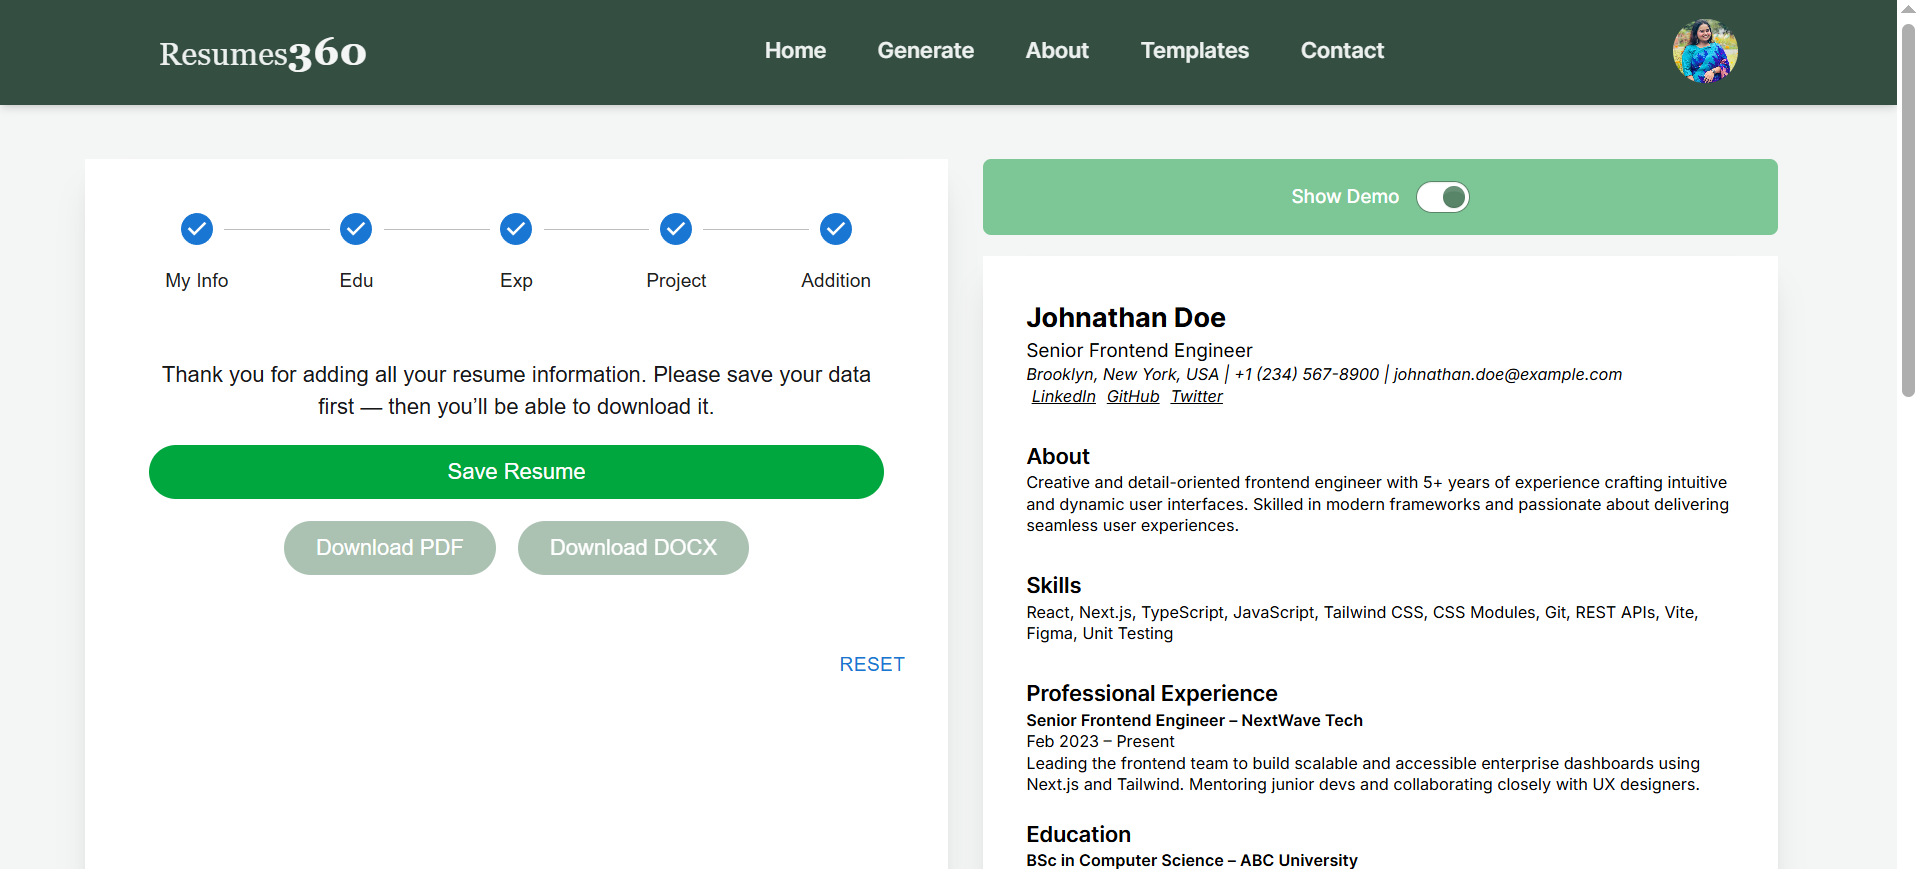 Resumes360
Home Generate About Templates Contact
My Info Edu Exp Project Addition
Thank you for adding all your resume information. Please save your data
first — then you’ll be able to download it.
Save Resume
Download PDF Download DOCX
RESET
Show Demo
Johnathan Doe
Senior Frontend Engineer
Brooklyn, New York, USA | +1 (234) 567-8900 | johnathan.doe@example.com
LinkedIn GitHub Twitter
About
Creative and detail-oriented frontend engineer with 5+ years of experience crafting intuitive
and dynamic user interfaces. Skilled in modern frameworks and passionate about delivering
seamless user experiences.
Skills
React, Next.js, TypeScript, JavaScript, Tailwind CSS, CSS Modules, Git, REST APIs, Vite,
Figma, Unit Testing
Professional Experience
Senior Frontend Engineer – NextWave Tech
Feb 2023 – Present
Leading the frontend team to build scalable and accessible enterprise dashboards using
Next.js and Tailwind. Mentoring junior devs and collaborating closely with UX designers.
Education
BSc in Computer Science – ABC University